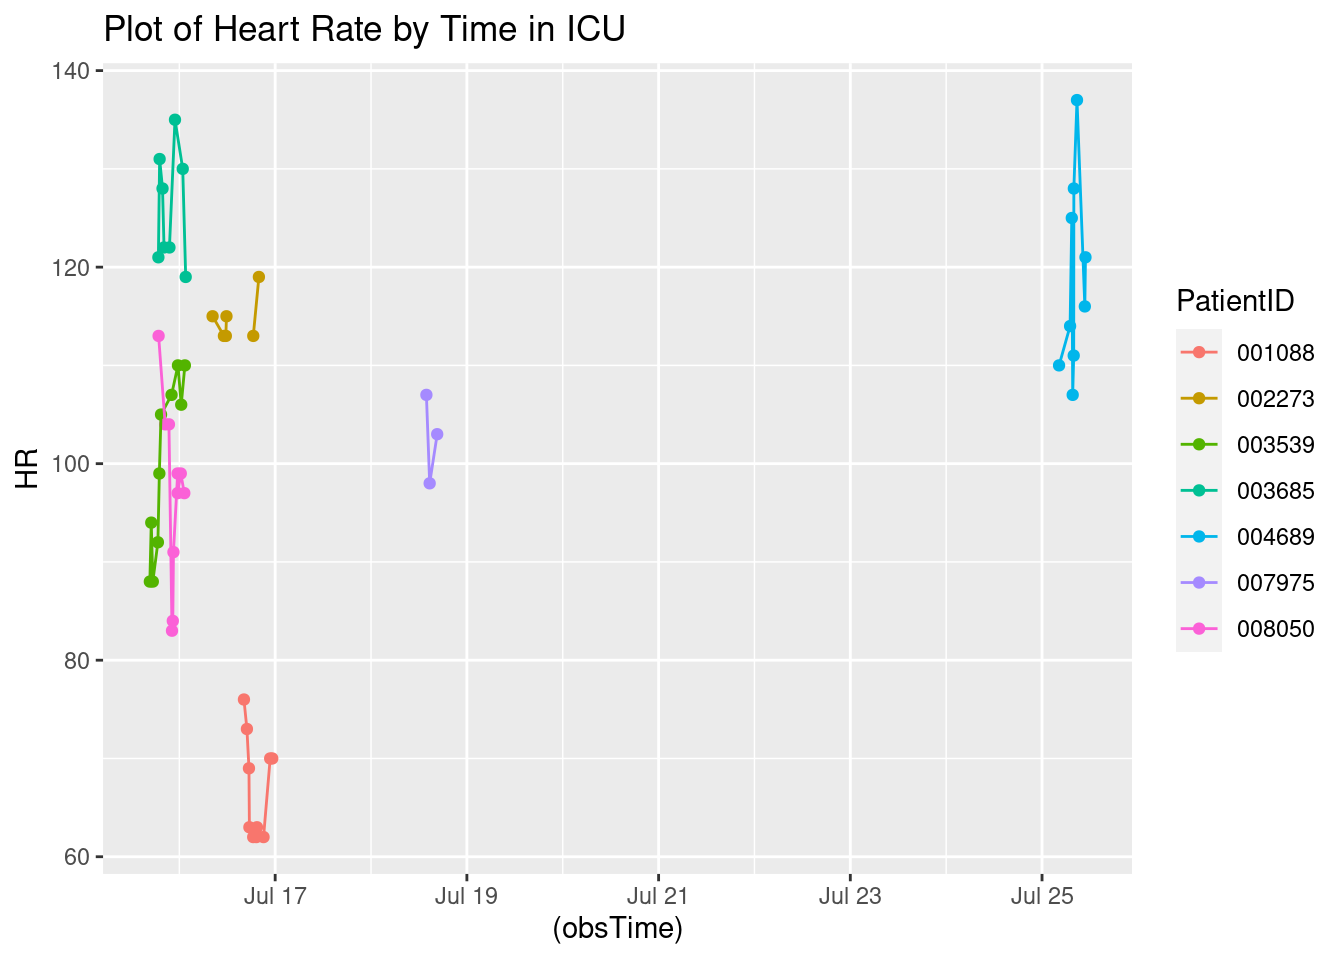 Plot of Heart Rate by Time in ICU
140
120
100
80
60
HR
Jul 17
Jul 19
Jul 21
Jul 23
Jul 25
(obsTime)
PatientID
001088
002273
003539
003685
004689
007975
008050